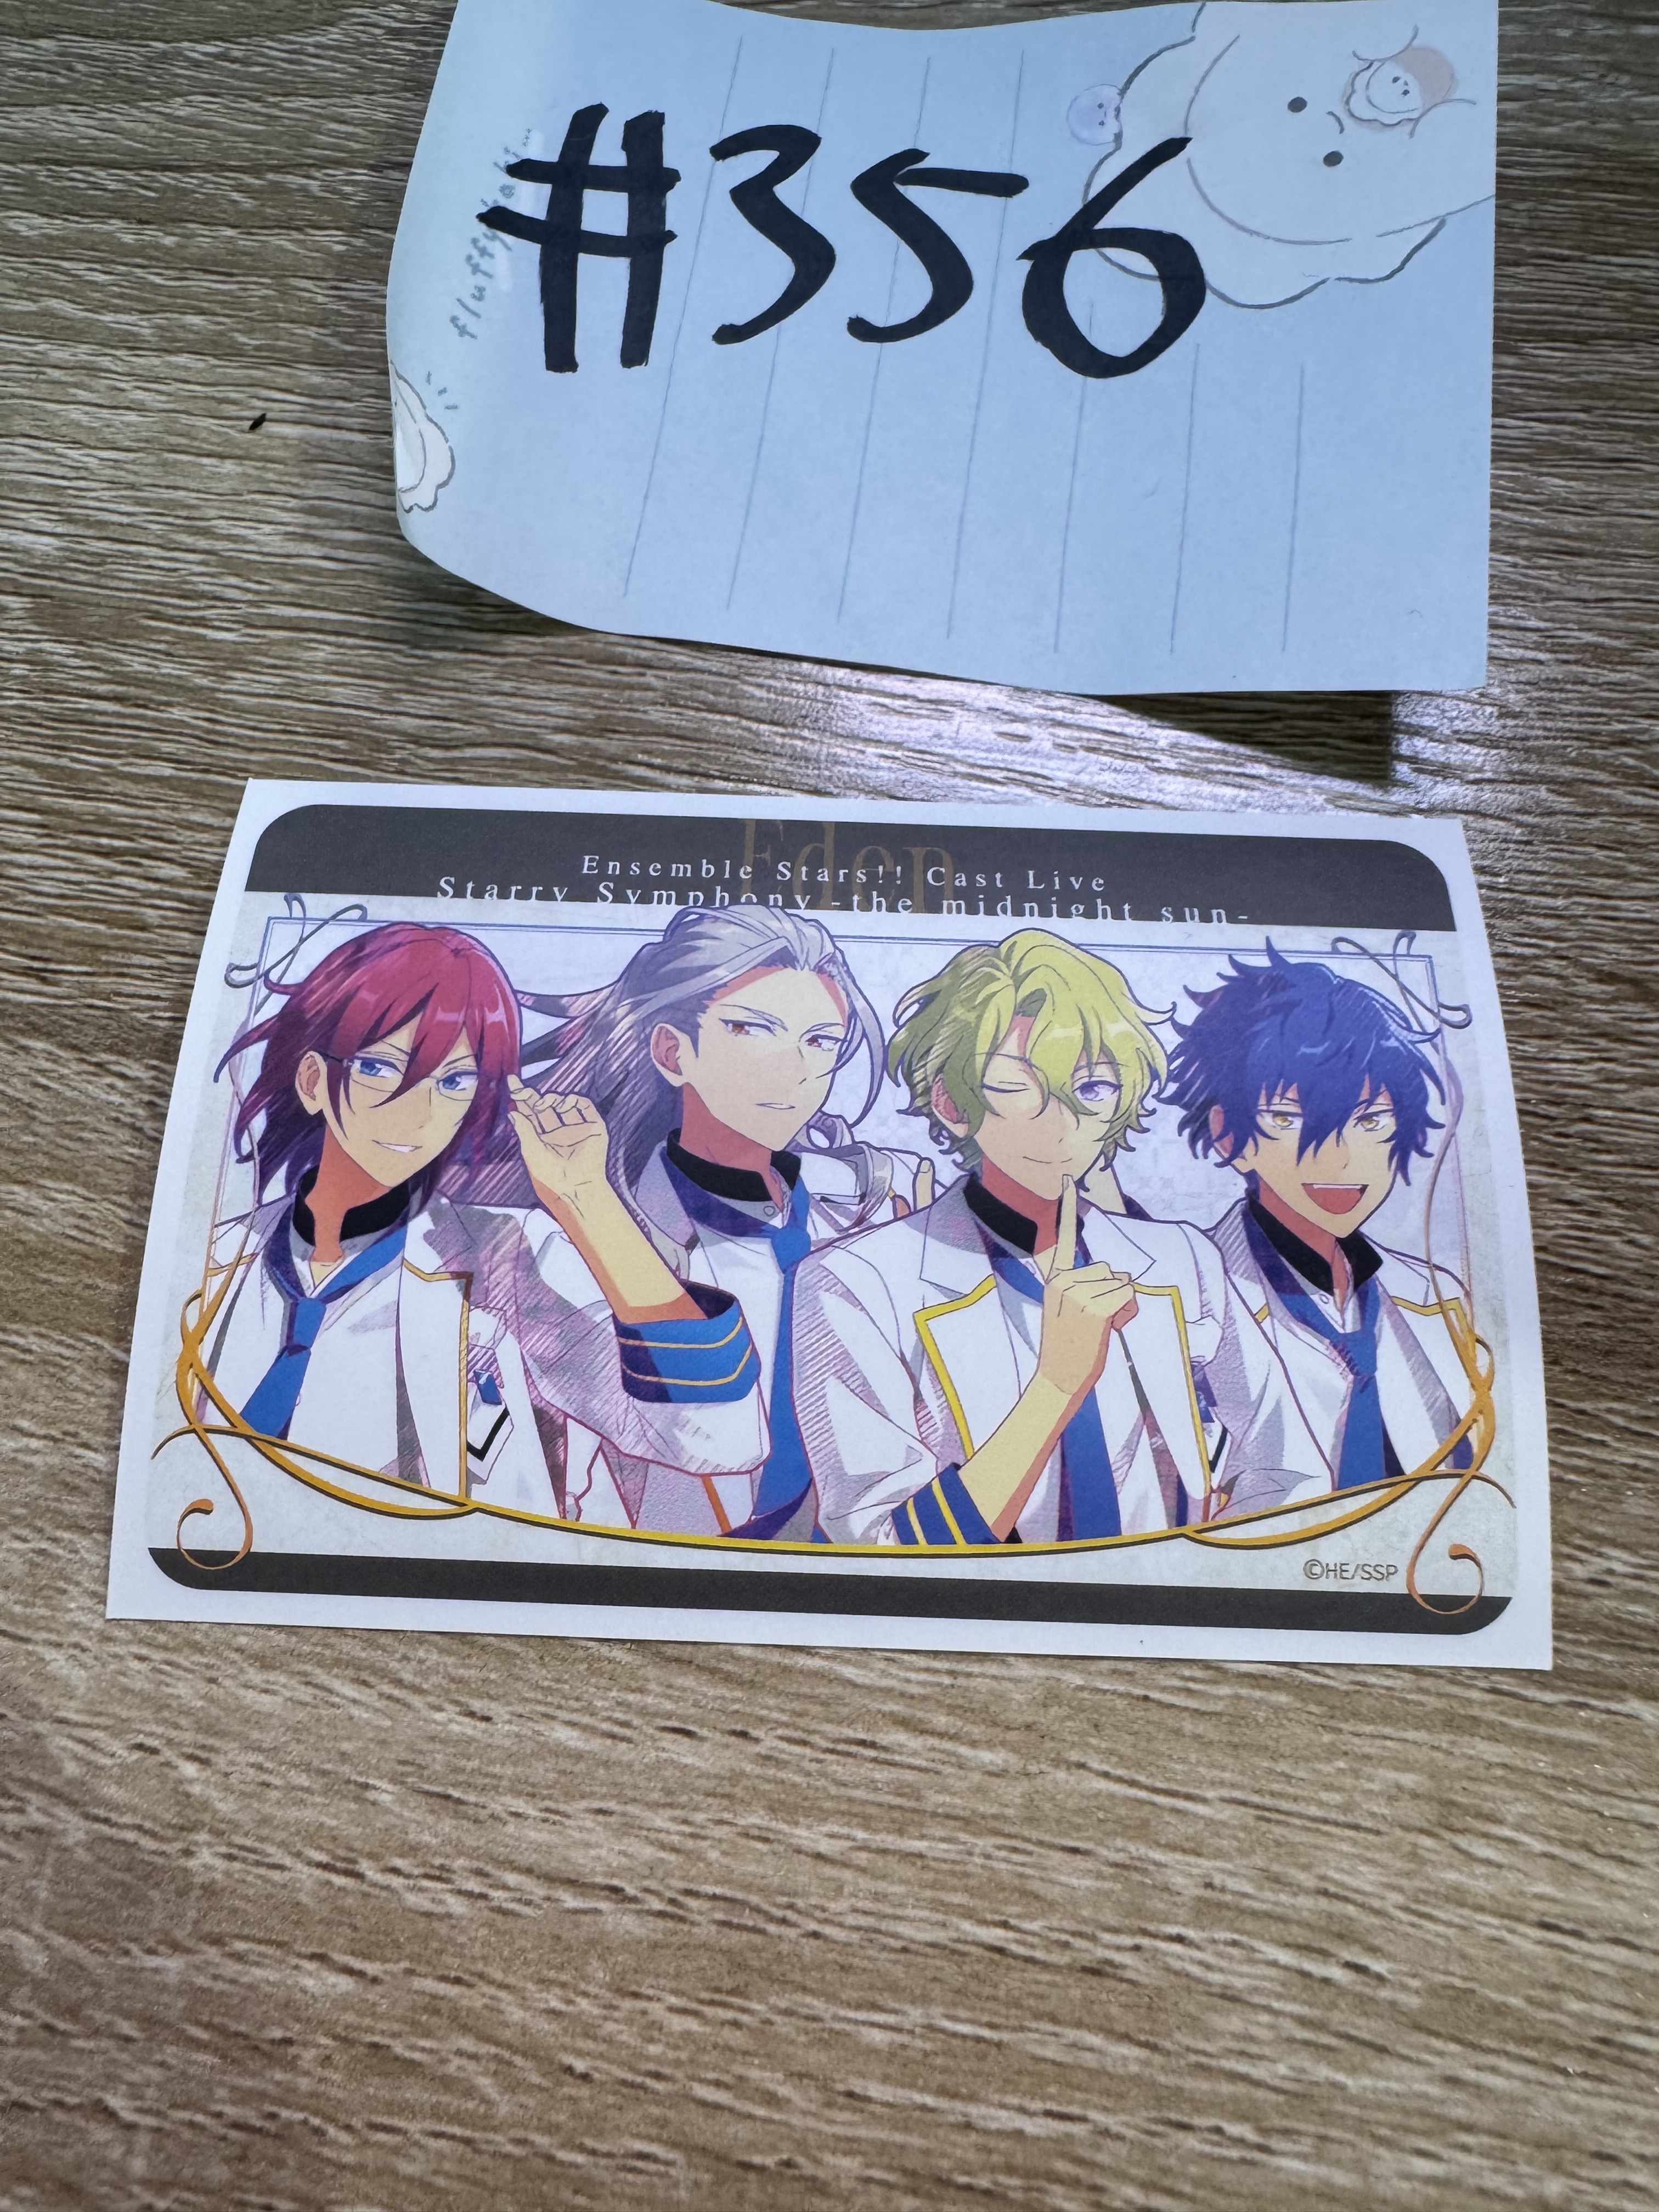 #356
fluffy
Eden
Ensemble Stars!! Cast Live
Starry Symphony -the midnight sun-
©HE/SSP